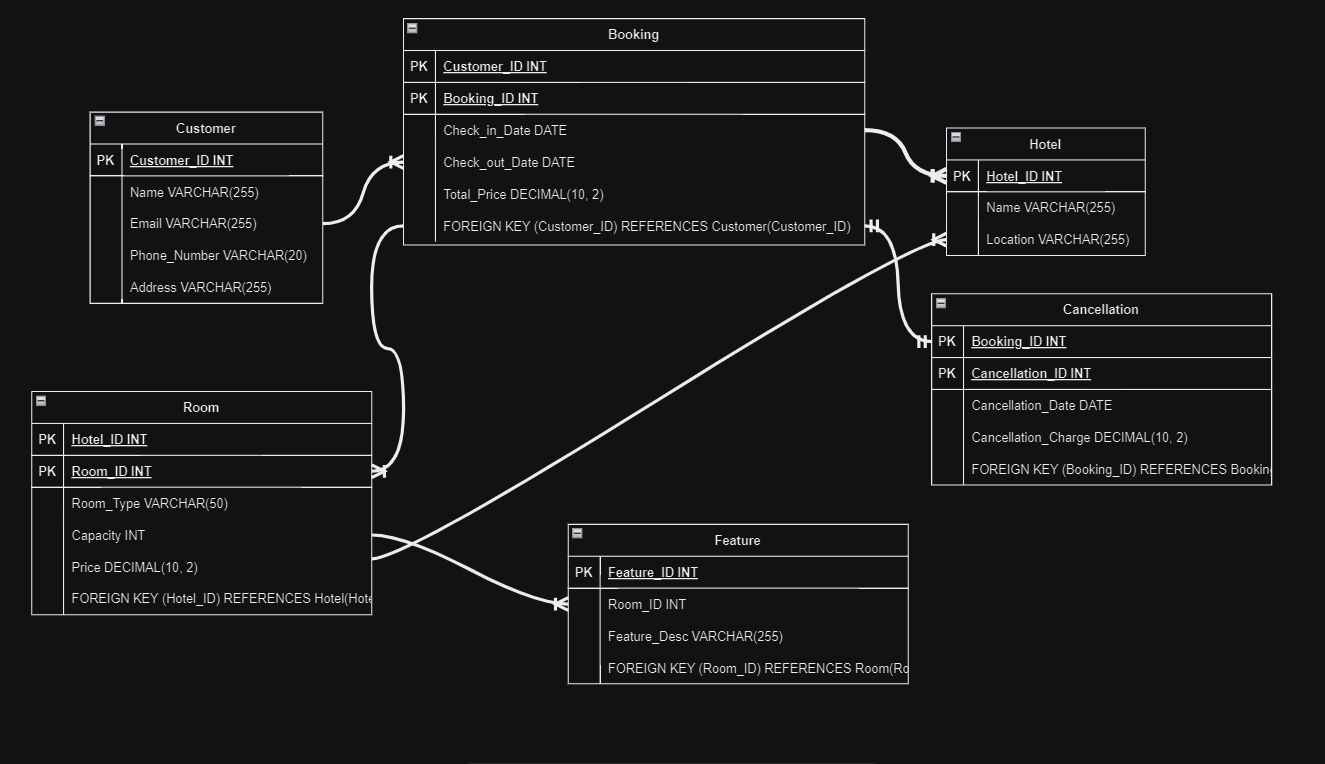 Booking
PK Customer_ID INT
PK Booking_ID INT
Check_in_Date DATE
Check_out_Date DATE
Total_Price DECIMAL(10, 2)
FOREIGN KEY (Customer_ID) REFERENCES Customer(Customer_ID)
Customer
PK Customer_ID INT
Name VARCHAR(255)
Email VARCHAR(255)
Phone_Number VARCHAR(20)
Address VARCHAR(255)
Hotel
PK Hotel_ID INT
Name VARCHAR(255)
Location VARCHAR(255)
Cancellation
PK Booking_ID INT
PK Cancellation_ID INT
Cancellation_Date DATE
Cancellation_Charge DECIMAL(10, 2)
FOREIGN KEY (Booking_ID) REFERENCES Booking
Room
PK Hotel_ID INT
PK Room_ID INT
Room_Type VARCHAR(50)
Capacity INT
Price DECIMAL(10, 2)
FOREIGN KEY (Hotel_ID) REFERENCES Hotel(Hote
Feature
PK Feature_ID INT
Room_ID INT
Feature_Desc VARCHAR(255)
FOREIGN KEY (Room_ID) REFERENCES Room(Ro